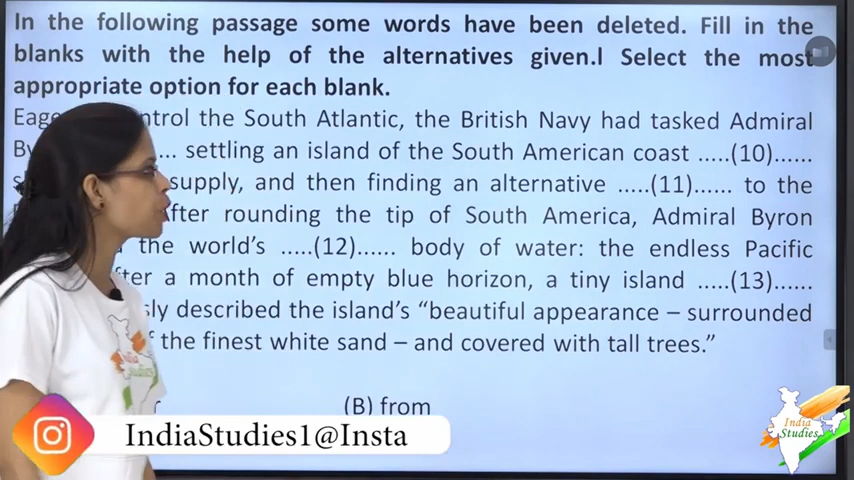 In the following passage some words have been deleted. Fill in the
blanks with the help of the alternatives given.l Select the most
appropriate option for each blank.
ntrol the South Atlantic, the British Navy had tasked Admiral
... settling an island of the South American coast .....(10)......
supply, and then finding an alternative .....(11)...... to the
fter rounding the tip of South America, Admiral Byron
the world's .....(12)...... body of water: the endless Pacific
fter a month of empty blue horizon, a tiny island .....(13)......
sly described the island's “beautiful appearance – surrounded
f the finest white sand – and covered with tall trees.”
(B) from
IndiaStudies1@Insta
India
Studies
India
Studies